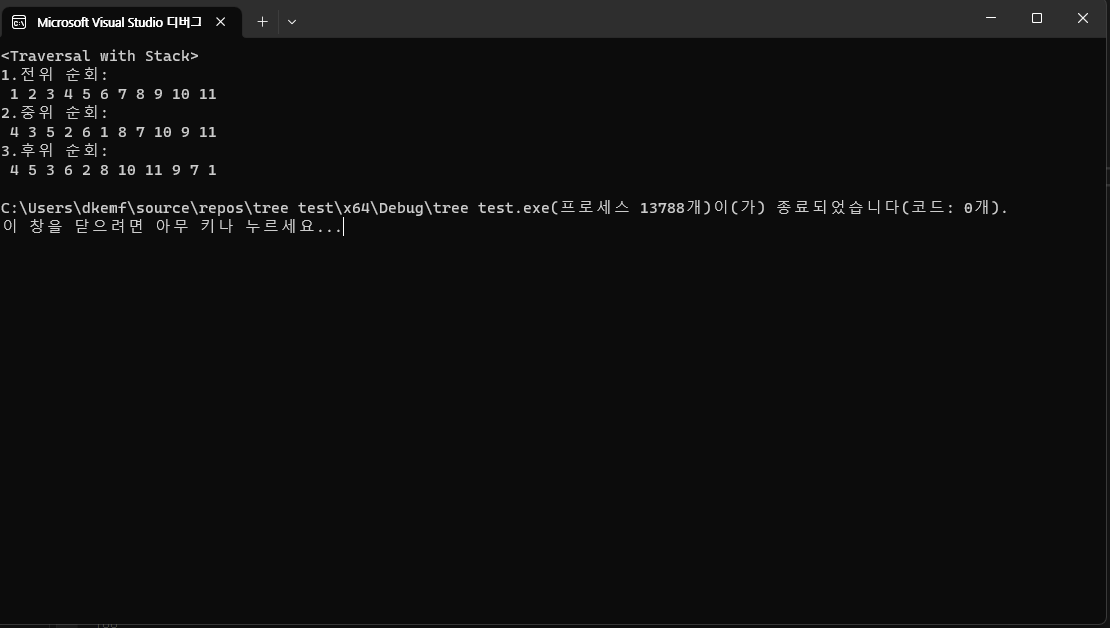 Microsoft Visual Studio 디버그
<Traversal with Stack>
1.전위 순회:
1 2 3 4 5 6 7 8 9 10 11
2.중위 순회:
4 3 5 2 6 1 8 7 10 9 11
3.후위 순회:
4 5 3 6 2 8 10 11 9 7 1
C:\Users\dkemf\source\repos\tree test\x64\Debug\tree test.exe(프로세스 13788개)이(가) 종료되었습니다(코드: 0개).
이 창을 닫으려면 아무 키나 누르세요...